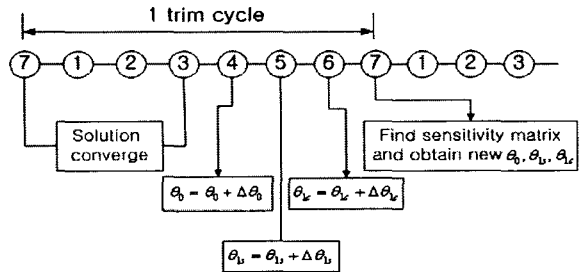 1 trim cycle
7 1 2 3 4 5 6 7 1 2 3
Solution
converge
Find sensitivity matrix
and obtain new θ₀, θ₁ₛ, θ₁c
θ₀ = θ₀ + Δθ₀
θ₁c = θ₁c + Δθ₁c
θ₁ₛ = θ₁ₛ + Δθ₁ₛ